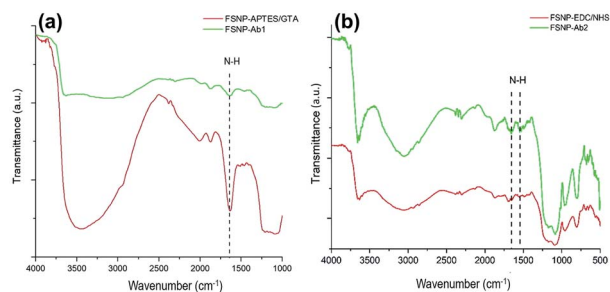 (a)
FSNP-APTES/GTA
FSNP-Ab1
N-H
Transmittance (a.u.)
4000 3500 3000 2500 2000 1500 1000
Wavenumber (cm-1)
(b)
FSNP-EDC/NHS
FSNP-Ab2
N-H
Transmittance (a.u.)
4000 3500 3000 2500 2000 1500 1000 500
Wavenumber (cm-1)